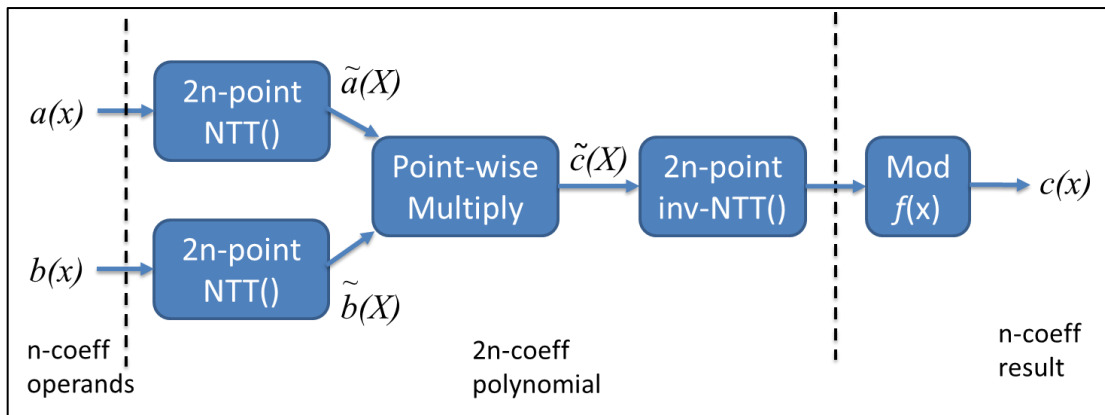 a(x)
2n-point
NTT()
ã(X)
b(x)
2n-point
NTT()
b̃(X)
Point-wise
Multiply
c̃(X)
2n-point
inv-NTT()
Mod
f(x)
c(x)
n-coeff
operands
2n-coeff
polynomial
n-coeff
result